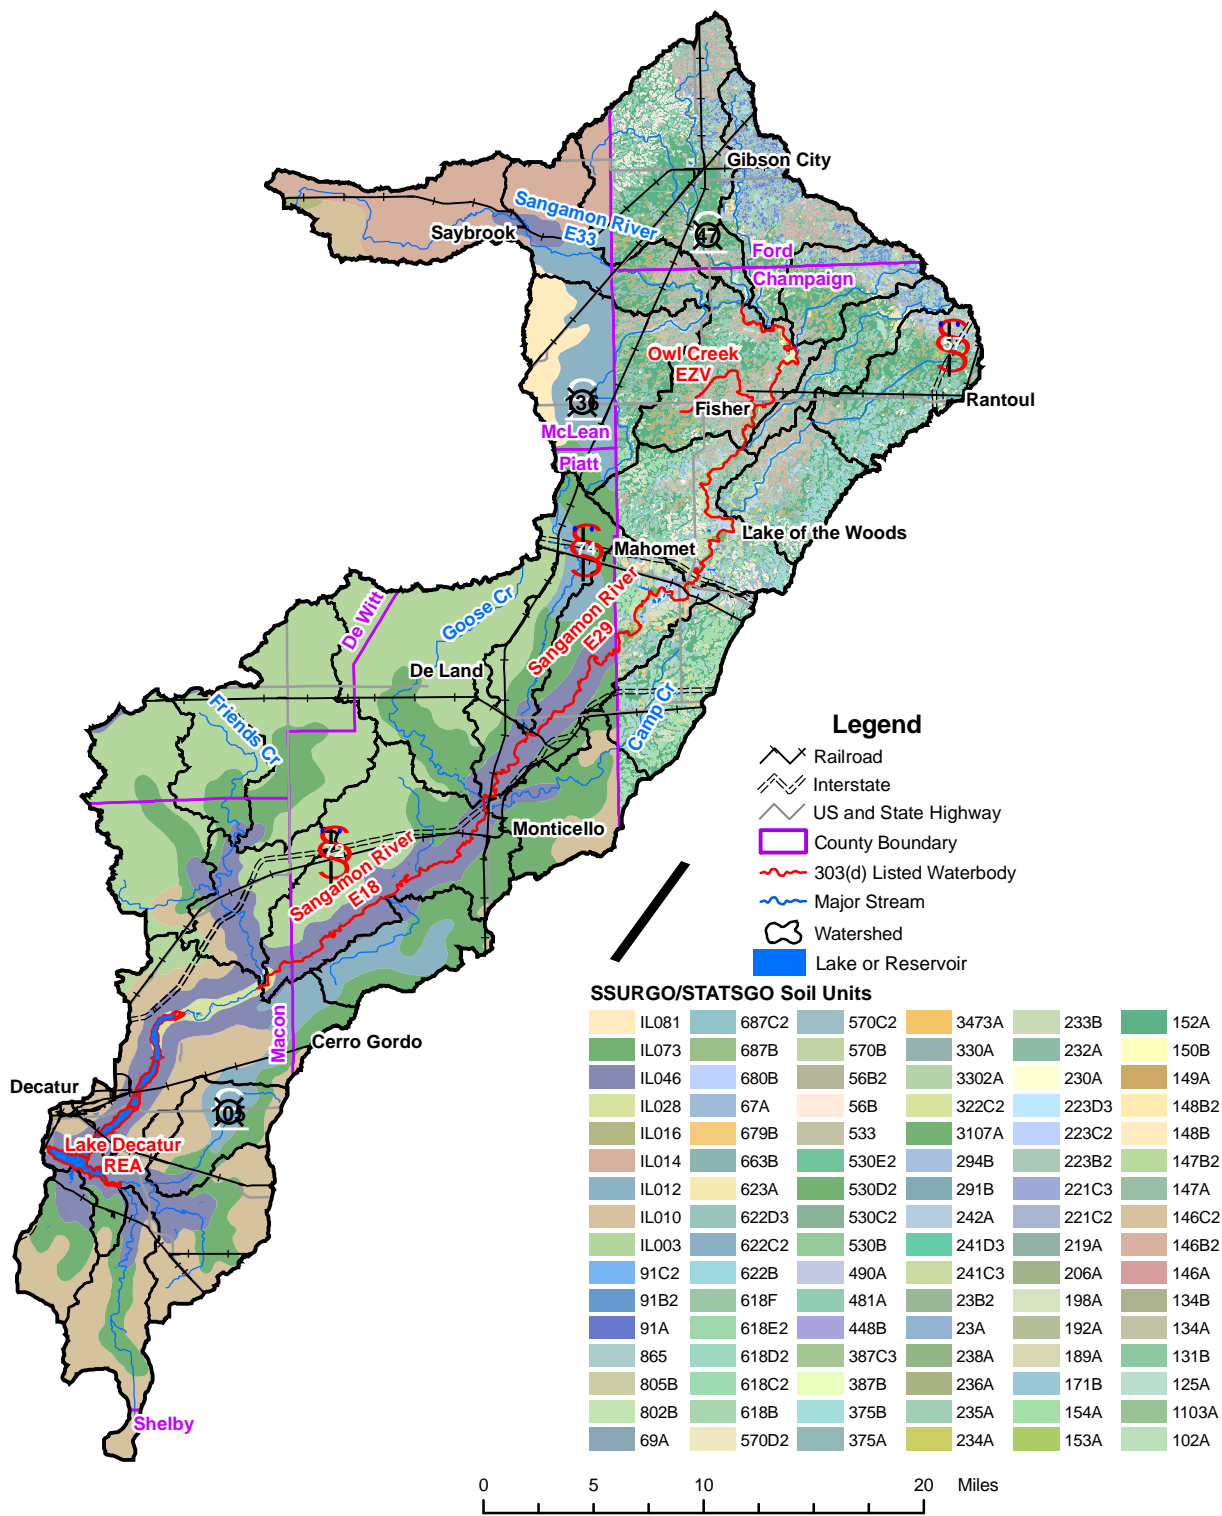 Gibson City
Sangamon River
E33
Saybrook
47
Ford
Champaign
57
Owl Creek
EZV
Rantoul
136
Fisher
McLean
Piatt
Lake of the Woods
74
Mahomet
Sangamon River
E29
De Witt
Goose Cr
De Land
Camp Cr
Friends Cr
Monticello
72
Sangamon River
E18
Macon
Cerro Gordo
Decatur
105
Lake Decatur
REA
Shelby
Legend
Railroad
Interstate
US and State Highway
County Boundary
303(d) Listed Waterbody
Major Stream
Watershed
Lake or Reservoir
SSURGO/STATSGO Soil Units
IL081 687C2 570C2 3473A 233B 152A
IL073 687B 570B 330A 232A 150B
IL046 680B 56B2 3302A 230A 149A
IL028 67A 56B 322C2 223D3 148B2
IL016 679B 533 3107A 223C2 148B
IL014 663B 530E2 294B 223B2 147B2
IL012 623A 530D2 291B 221C3 147A
IL010 622D3 530C2 242A 221C2 146C2
IL003 622C2 530B 241D3 219A 146B2
91C2 622B 490A 241C3 206A 146A
91B2 618F 481A 23B2 198A 134B
91A 618E2 448B 23A 192A 134A
865 618D2 387C3 238A 189A 131B
805B 618C2 387B 236A 171B 125A
802B 618B 375B 235A 154A 1103A
69A 570D2 375A 234A 153A 102A
0 5 10 20 Miles